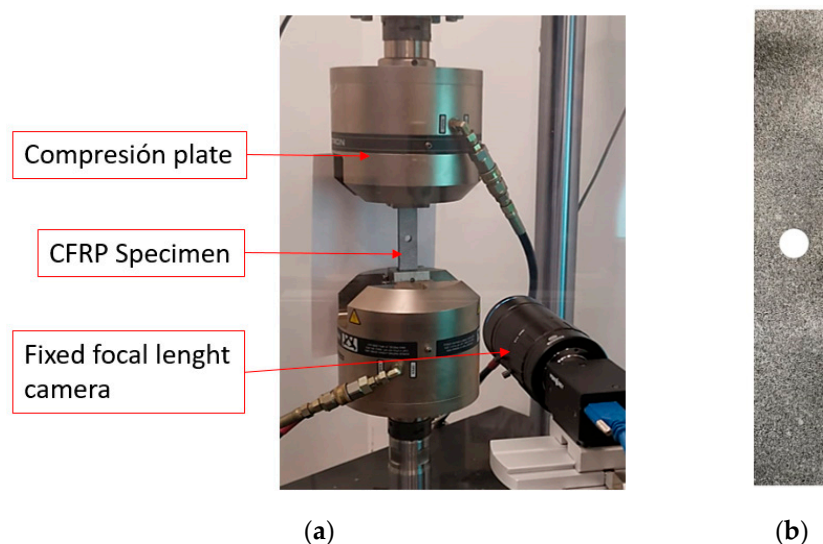 Compresión plate
CFRP Specimen
Fixed focal lenght
camera
(a)
(b)